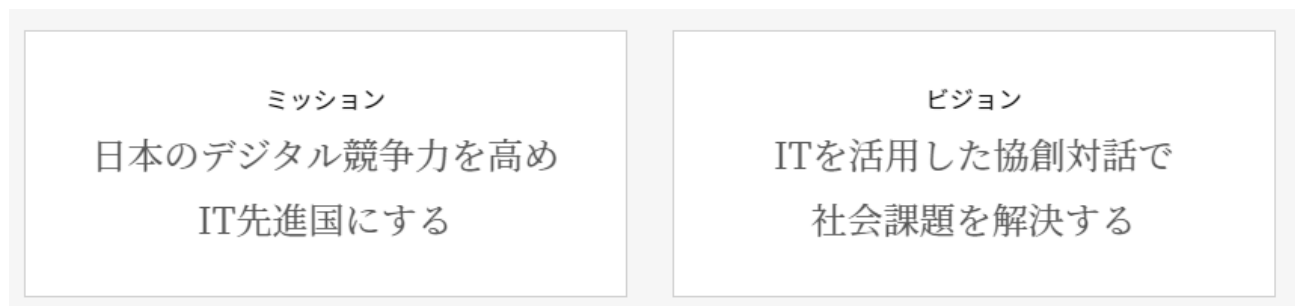 ミッション
日本のデジタル競争力を高め
IT先進国にする
ビジョン
ITを活用した協創対話で
社会課題を解決する